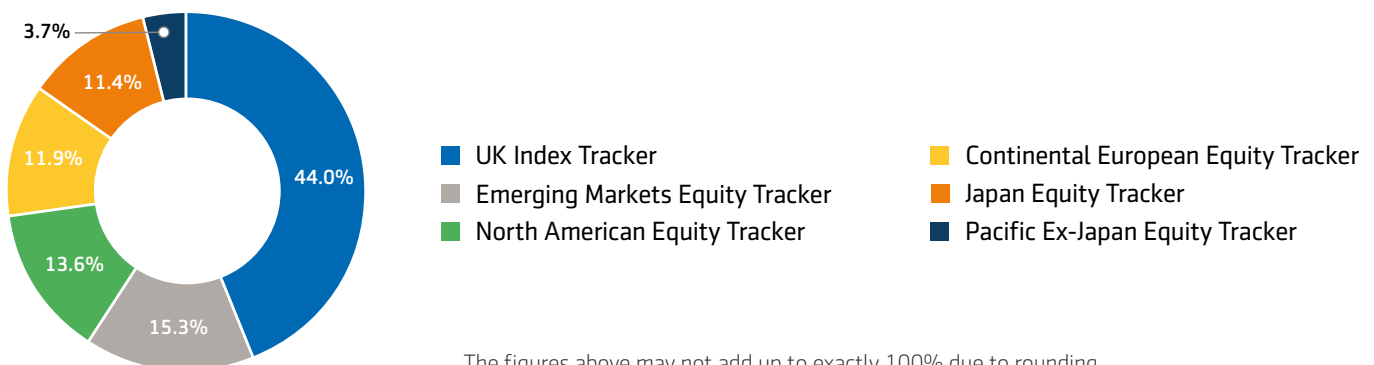 3.7%
11.4%
11.9%
44.0%
13.6%
15.3%
UK Index Tracker
Emerging Markets Equity Tracker
North American Equity Tracker
Continental European Equity Tracker
Japan Equity Tracker
Pacific Ex-Japan Equity Tracker
The figures above may not add up to exactly 100% due to rounding